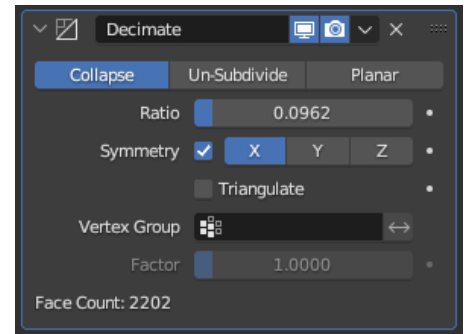 Decimate
Collapse Un-Subdivide Planar
Ratio 0.0962
Symmetry X Y Z
Triangulate
Vertex Group
Factor 1.0000
Face Count: 2202